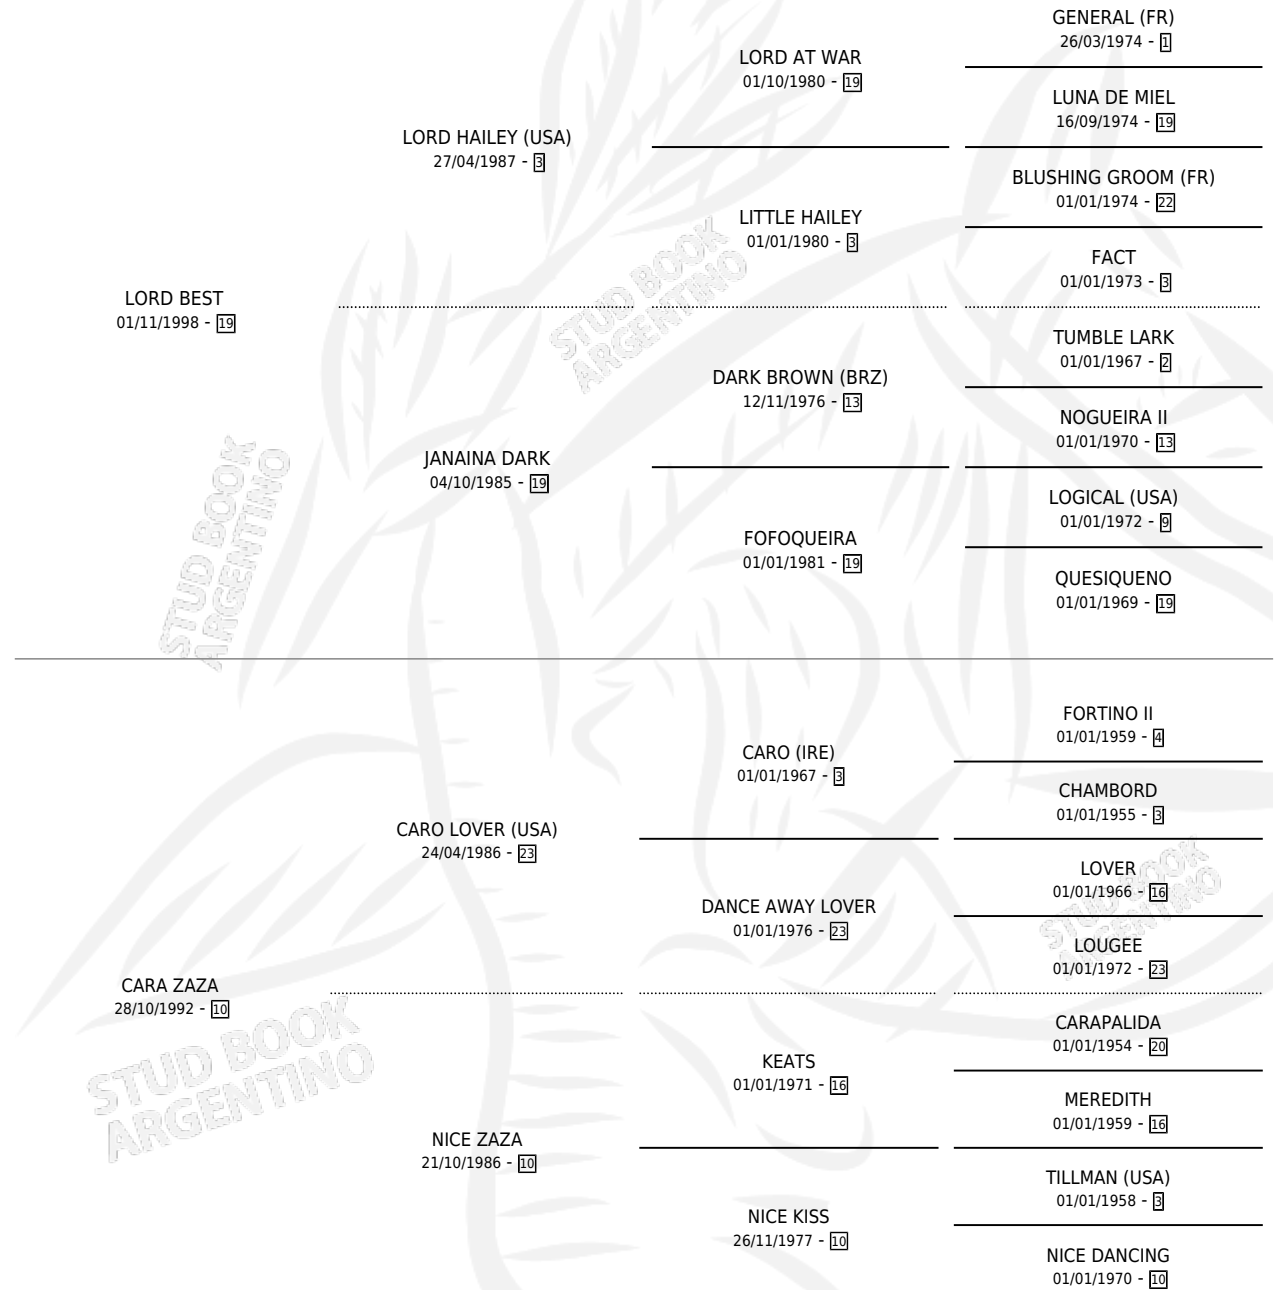 GENERAL (FR)
26/03/1974 - 1
LORD AT WAR
01/10/1980 - 19
LUNA DE MIEL
16/09/1974 - 19
LORD HAILEY (USA)
27/04/1987 - 3
BLUSHING GROOM (FR)
01/01/1974 - 22
LITTLE HAILEY
01/01/1980 - 3
FACT
01/01/1973 - 3
LORD BEST
01/11/1998 - 19
STUD BOOK
ARGENTINO
TUMBLE LARK
01/01/1967 - 2
DARK BROWN (BRZ)
12/11/1976 - 13
NOGUEIRA II
01/01/1970 - 13
JANAINA DARK
04/10/1985 - 19
LOGICAL (USA)
01/01/1972 - 9
FOFOQUEIRA
01/01/1981 - 19
QUESIQUENO
01/01/1969 - 19
STUD BOOK
ARGENTINO
FORTINO II
01/01/1959 - 4
CARO (IRE)
01/01/1967 - 3
CHAMBORD
01/01/1955 - 3
CARO LOVER (USA)
24/04/1986 - 23
LOVER
01/01/1966 - 16
DANCE AWAY LOVER
01/01/1976 - 23
STUD BOOK
ARGENTINO
LOUGEE
01/01/1972 - 23
CARA ZAZA
28/10/1992 - 10
CARAPALIDA
01/01/1954 - 20
KEATS
01/01/1971 - 16
STUD BOOK
ARGENTINO
MEREDITH
01/01/1959 - 16
NICE ZAZA
21/10/1986 - 10
TILLMAN (USA)
01/01/1958 - 3
NICE KISS
26/11/1977 - 10
NICE DANCING
01/01/1970 - 10